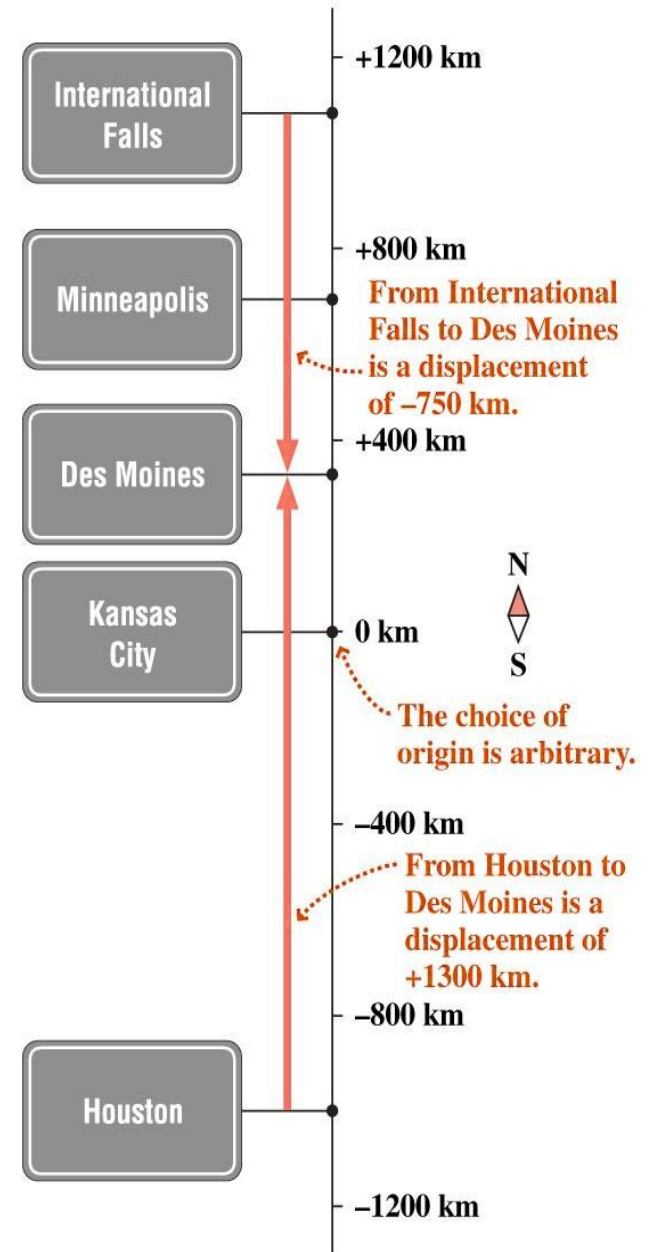 +1200 km
International
Falls
+800 km
Minneapolis
From International
Falls to Des Moines
is a displacement
of –750 km.
+400 km
Des Moines
N
Kansas
City
0 km
S
The choice of
origin is arbitrary.
–400 km
From Houston to
Des Moines is a
displacement of
+1300 km.
–800 km
Houston
–1200 km